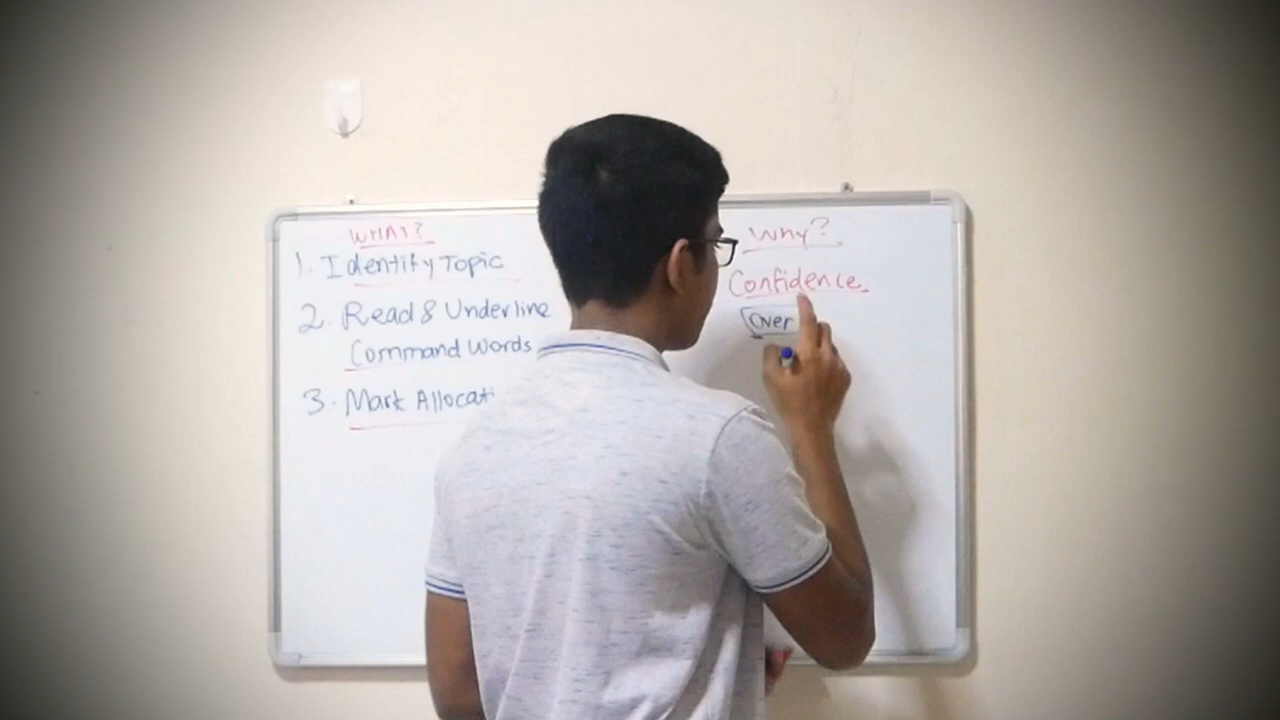 WHAT?
1. Identify Topic
2. Read & Underline
Command Words
3. Mark Allocati
Why?
Confidence
Over